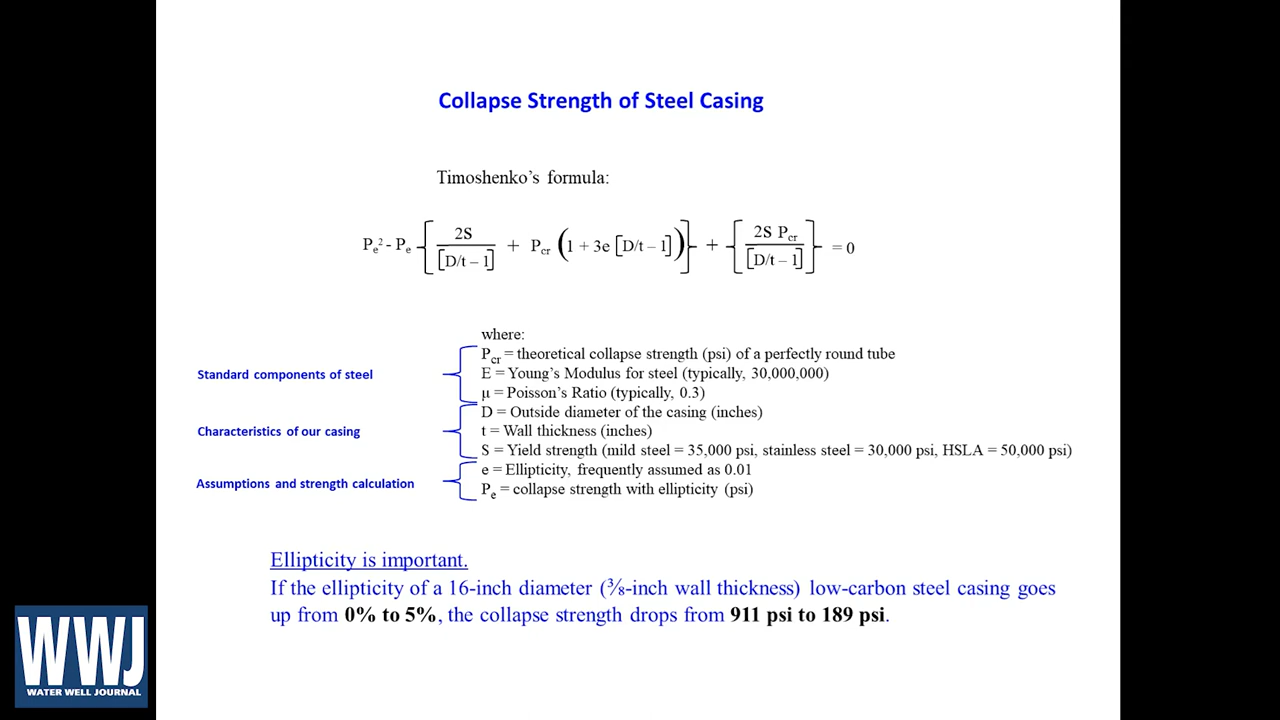 Collapse Strength of Steel Casing
Timoshenko's formula:
Pₑ² - Pₑ { 2S / [D/t – 1] + P_cr (1 + 3e [D/t – 1]) } + { 2S P_cr / [D/t – 1] } = 0
where:
P_cr = theoretical collapse strength (psi) of a perfectly round tube
Standard components of steel
E = Young's Modulus for steel (typically, 30,000,000)
μ = Poisson's Ratio (typically, 0.3)
D = Outside diameter of the casing (inches)
Characteristics of our casing
t = Wall thickness (inches)
S = Yield strength (mild steel = 35,000 psi, stainless steel = 30,000 psi, HSLA = 50,000 psi)
e = Ellipticity, frequently assumed as 0.01
Assumptions and strength calculation
Pₑ = collapse strength with ellipticity (psi)
Ellipticity is important.
If the ellipticity of a 16-inch diameter (⅜-inch wall thickness) low-carbon steel casing goes
up from 0% to 5%, the collapse strength drops from 911 psi to 189 psi.
WWJ
WATER WELL JOURNAL